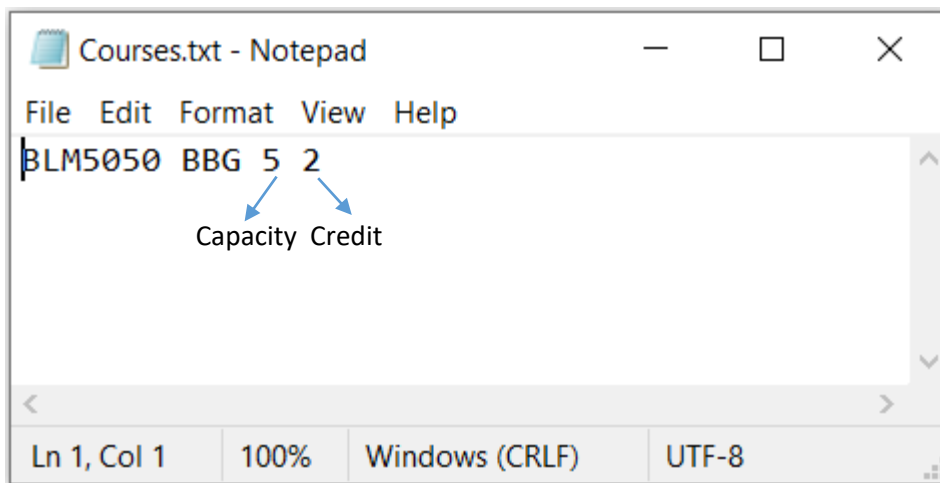 Courses.txt - Notepad
File Edit Format View Help
BLM5050 BBG 5 2
Capacity Credit
Ln 1, Col 1 100% Windows (CRLF) UTF-8